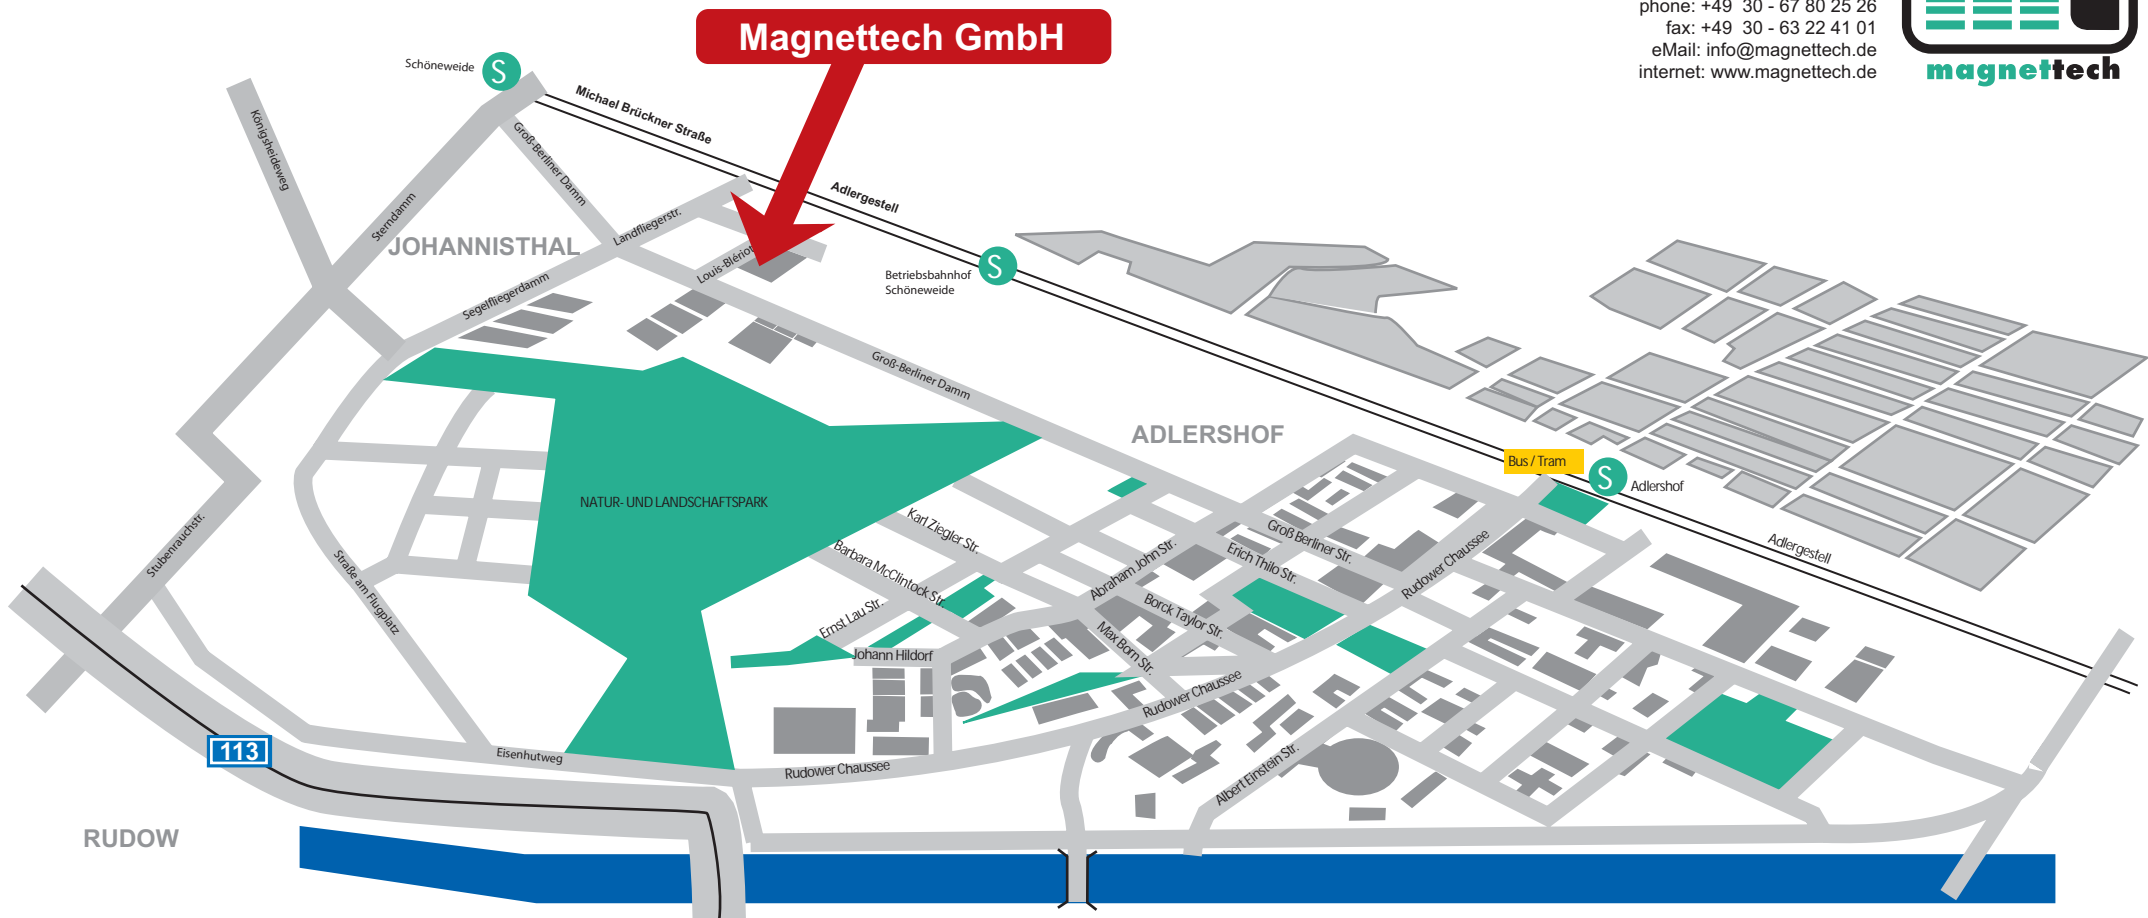 phone: +49 30 - 67 80 25 26
fax: +49 30 - 63 22 41 01
eMail: info@magnettech.de
internet: www.magnettech.de
magnettech
Magnettech GmbH
Schöneweide
S
Michael Brückner Straße
Königsheideweg
Groß-Berliner Damm
Sterndamm
JOHANNISTHAL
Landfliegerstr.
Adlergestell
Louis-Blériot
Segelfliegerdamm
Betriebsbahnhof
Schöneweide
S
Groß-Berliner Damm
ADLERSHOF
Bus / Tram
S
Adlershof
NATUR- UND LANDSCHAFTSPARK
Karl Ziegler Str.
Barbara McClintock Str.
Abraham John Str.
Groß Berliner Str.
Erich Thilo Str.
Rudower Chaussee
Adlergestell
Stubenrauchstr.
Straße am Flugplatz
Ernst Lau Str.
Borck Taylor Str.
Max Born Str.
Johann Hildorf
Rudower Chaussee
113
Eisenhutweg
Rudower Chaussee
Albert Einstein Str.
RUDOW